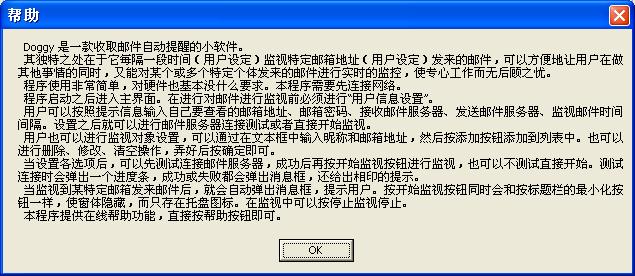 帮助
Doggy 是一款收取邮件自动提醒的小软件。
其独特之处在于它每隔一段时间（用户设定）监视特定邮箱地址（用户设定）发来的邮件，可以方便地让用户在做
其他事情的同时，又能对某个或多个特定个体发来的邮件进行实时的监控，使专心工作而无后顾之忧。
程序使用非常简单，对硬件也基本没什么要求。本程序需要先连接网络。
程序启动之后进入主界面。在进行对邮件进行监视前必须进行“用户信息设置”。
用户可以按照提示信息输入自己要查看的邮箱地址、邮箱密码、接收邮件服务器、发送邮件服务器、监视邮件时间
间隔。设置之后就可以进行邮件服务器连接测试或者直接开始监视。
用户也可以进行监视对象设置，可以通过在文本框中输入昵称和邮箱地址，然后按添加按钮添加到列表中。也可以
进行删除、修改、清空操作，弄好后按确定即可。
当设置各选项后，可以先测试连接邮件服务器，成功后再按开始监视按钮进行监视，也可以不测试直接开始。测试
连接时会弹出一个进度条，成功或失败都会弹出消息框，还给出相印的提示。
当监视到某特定邮箱发来邮件后，就会自动弹出消息框，提示用户。按开始监视按钮同时会和按标题栏的最小化按
钮一样，使窗体隐藏，而只存在托盘图标。在监视中可以按停止监视停止。
本程序提供在线帮助功能，直接按帮助按钮即可。
OK